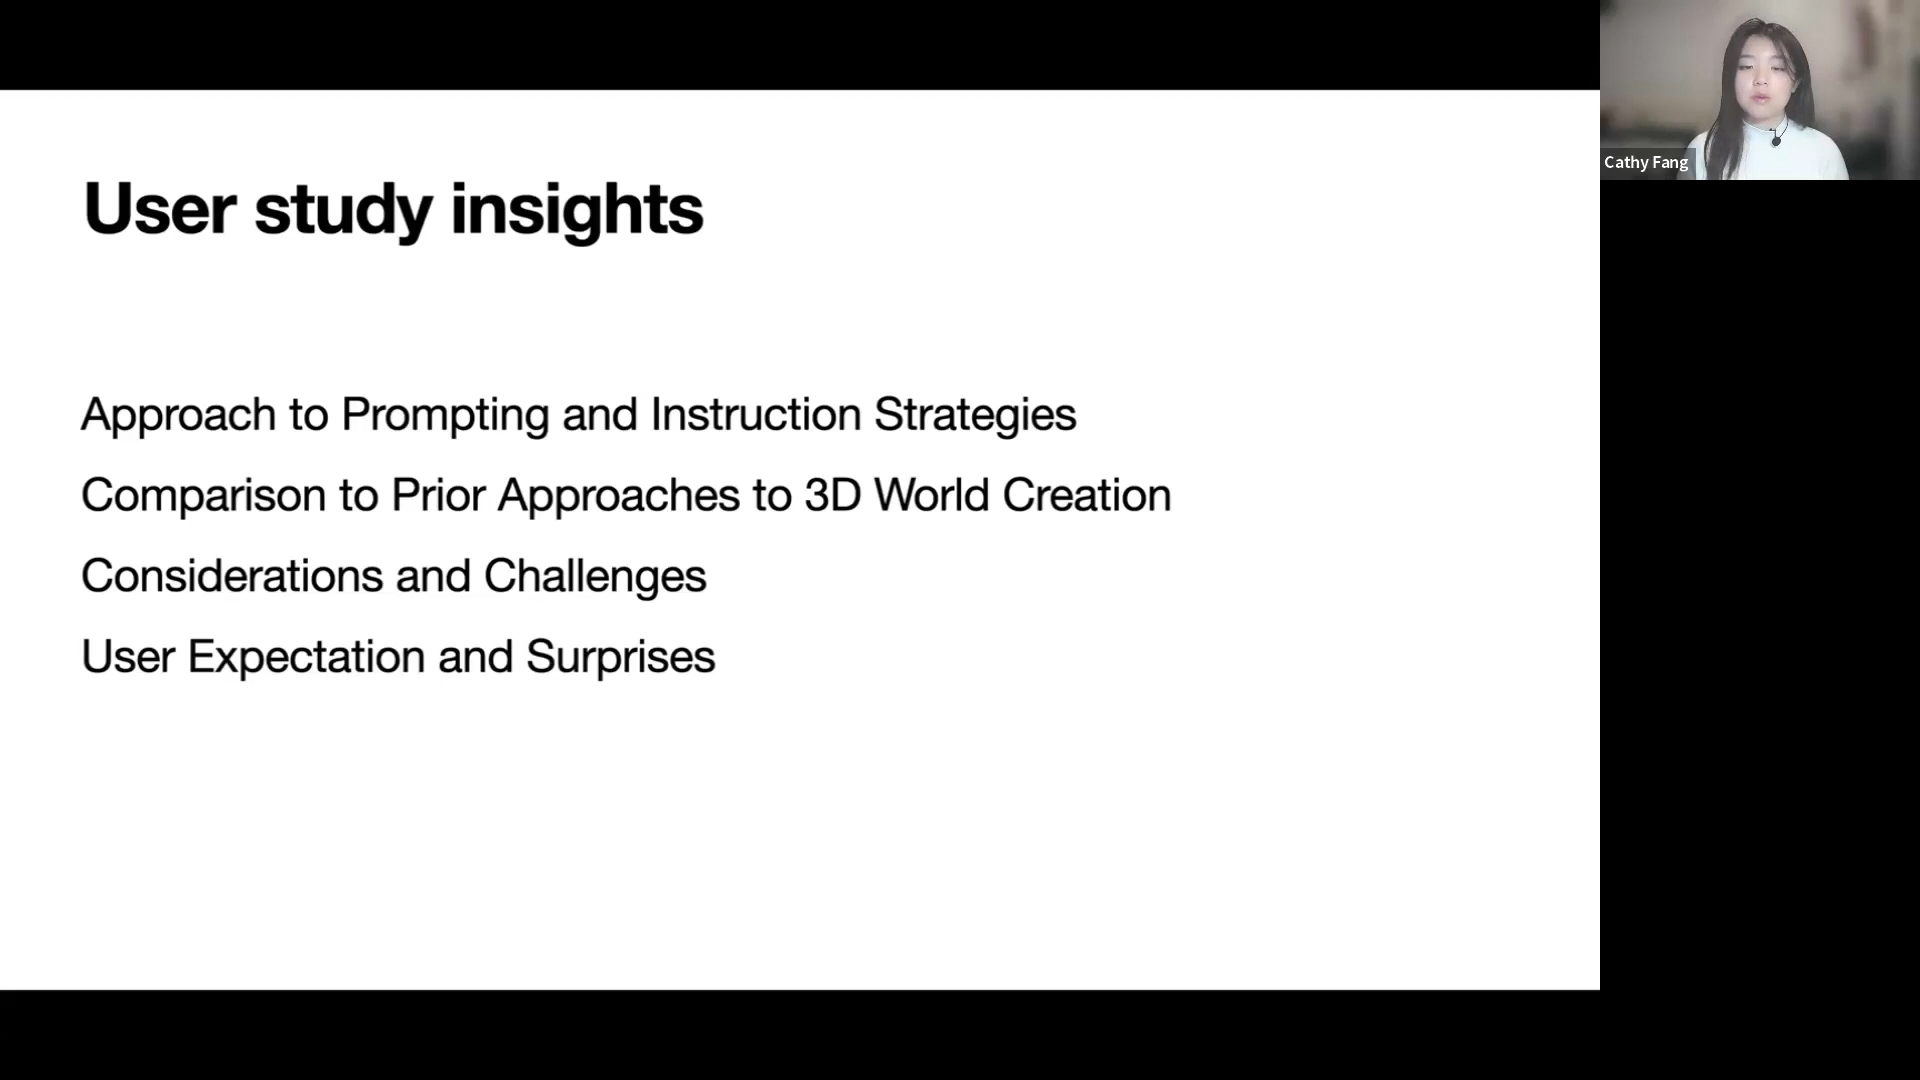 User study insights
Approach to Prompting and Instruction Strategies
Comparison to Prior Approaches to 3D World Creation
Considerations and Challenges
User Expectation and Surprises
Cathy Fang